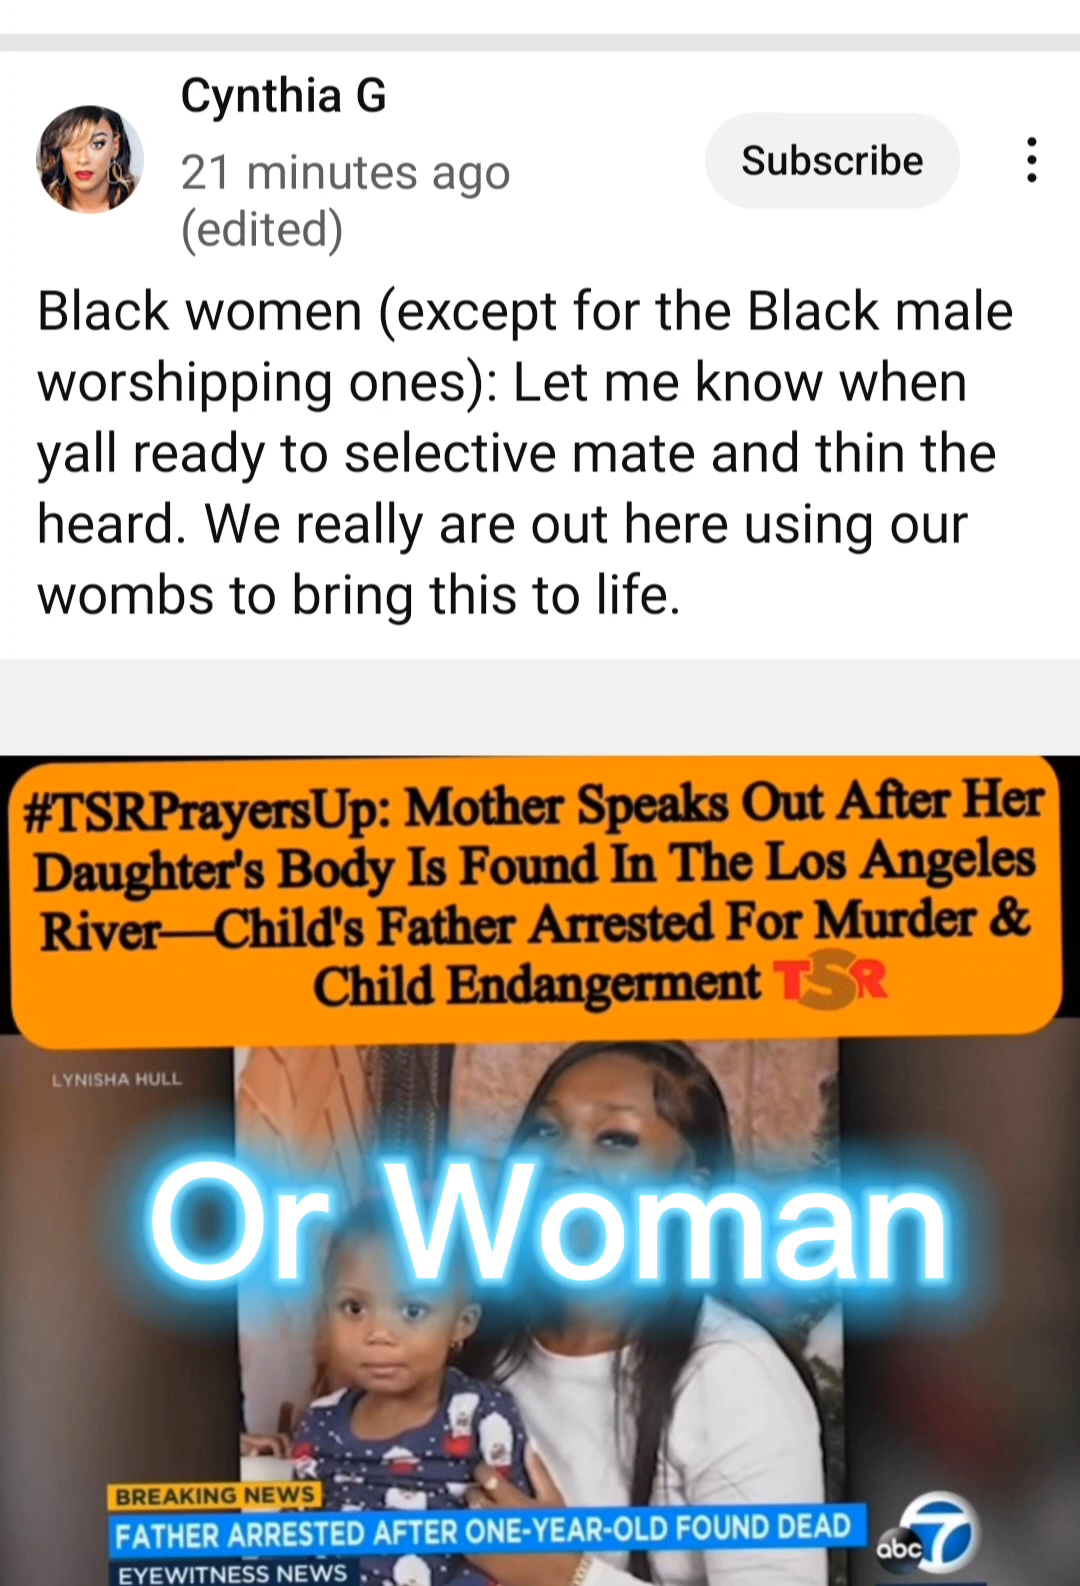 Cynthia G
21 minutes ago
(edited)
Subscribe
Black women (except for the Black male
worshipping ones): Let me know when
yall ready to selective mate and thin the
heard. We really are out here using our
wombs to bring this to life.
#TSRPrayersUp: Mother Speaks Out After Her
Daughter's Body Is Found In The Los Angeles
River—Child's Father Arrested For Murder &
Child Endangerment TSR
LYNISHA HULL
Or Woman
BREAKING NEWS
FATHER ARRESTED AFTER ONE-YEAR-OLD FOUND DEAD
EYEWITNESS NEWS
abc 7